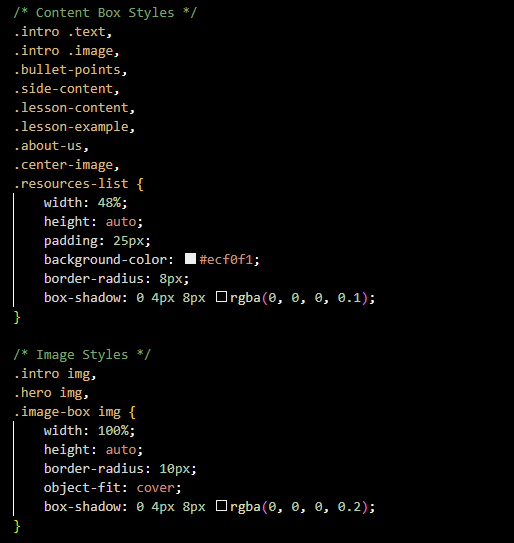 /* Content Box Styles */
.intro .text,
.intro .image,
.bullet-points,
.side-content,
.lesson-content,
.lesson-example,
.about-us,
.center-image,
.resources-list {
    width: 48%;
    height: auto;
    padding: 25px;
    background-color: #ecf0f1;
    border-radius: 8px;
    box-shadow: 0 4px 8px rgba(0, 0, 0, 0.1);
}

/* Image Styles */
.intro img,
.hero img,
.image-box img {
    width: 100%;
    height: auto;
    border-radius: 10px;
    object-fit: cover;
    box-shadow: 0 4px 8px rgba(0, 0, 0, 0.2);
}